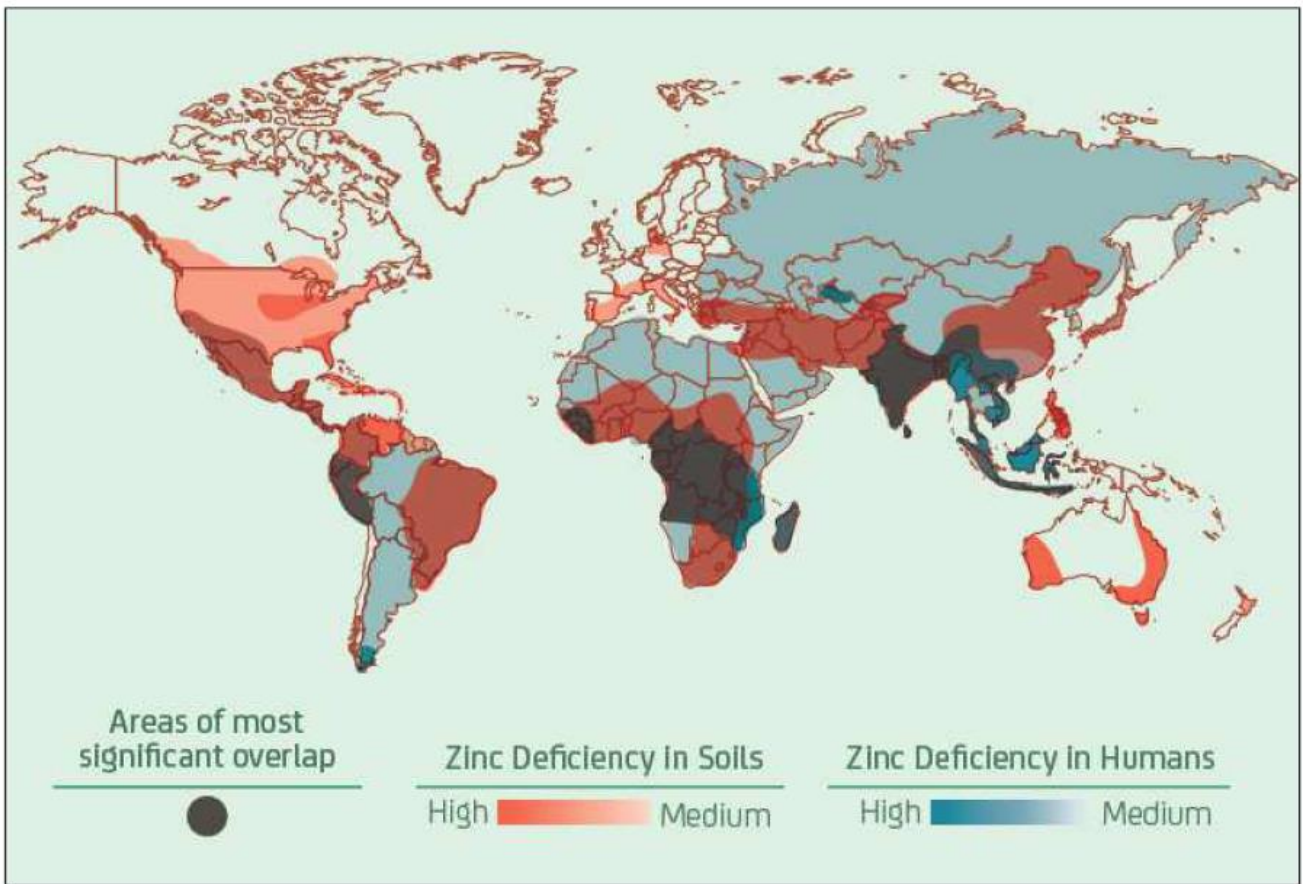 Areas of most
significant overlap
Zinc Deficiency in Soils
High Medium
Zinc Deficiency in Humans
High Medium